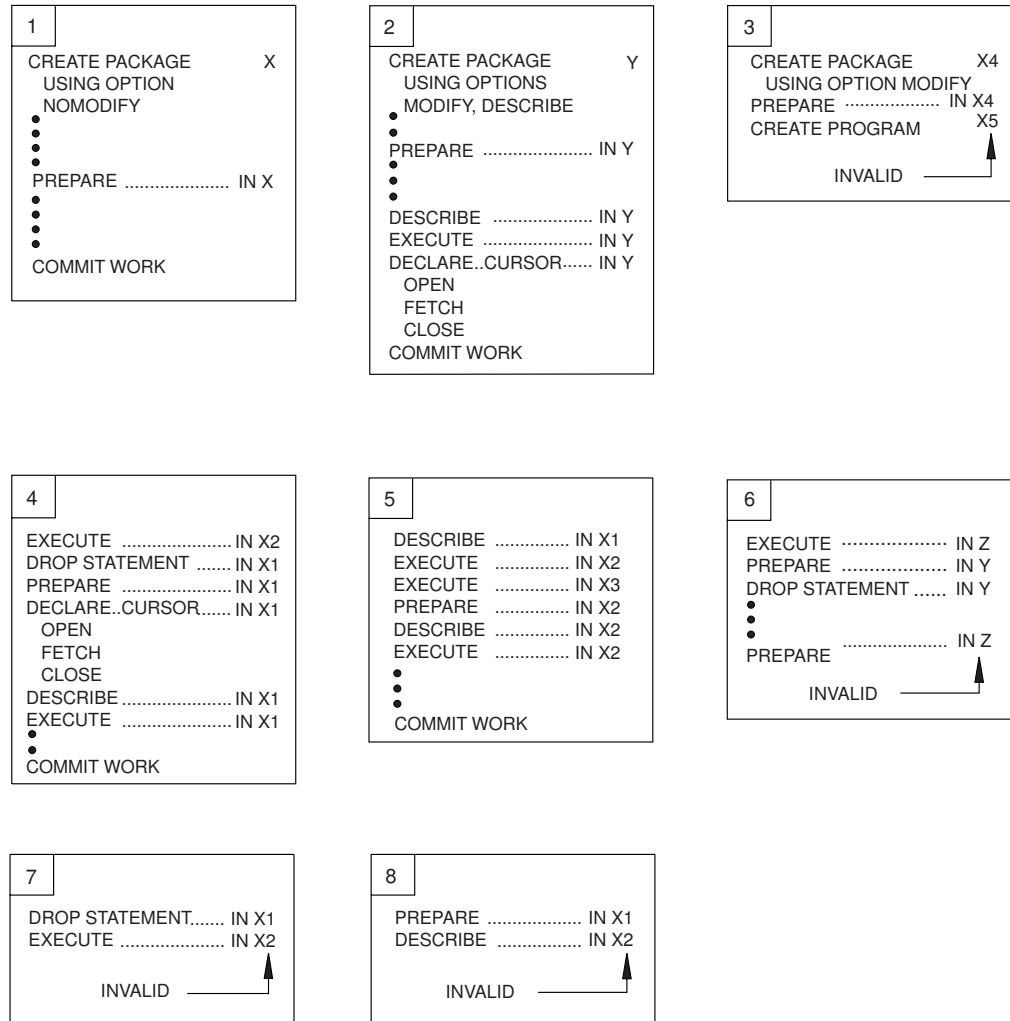 1
CREATE PACKAGE X
USING OPTION
NOMODIFY
PREPARE ..................... IN X
COMMIT WORK
2
CREATE PACKAGE Y
USING OPTIONS
MODIFY, DESCRIBE
PREPARE ...................... IN Y
DESCRIBE .................... IN Y
EXECUTE ...................... IN Y
DECLARE..CURSOR...... IN Y
OPEN
FETCH
CLOSE
COMMIT WORK
3
CREATE PACKAGE X4
USING OPTION MODIFY
PREPARE ................... IN X4
CREATE PROGRAM X5
INVALID
4
EXECUTE ...................... IN X2
DROP STATEMENT ....... IN X1
PREPARE ...................... IN X1
DECLARE..CURSOR....... IN X1
OPEN
FETCH
CLOSE
DESCRIBE ...................... IN X1
EXECUTE ...................... IN X1
COMMIT WORK
5
DESCRIBE ............... IN X1
EXECUTE ............... IN X2
EXECUTE ............... IN X3
PREPARE ............... IN X2
DESCRIBE ............... IN X2
EXECUTE ............... IN X2
COMMIT WORK
6
EXECUTE ..................... IN Z
PREPARE ..................... IN Y
DROP STATEMENT ...... IN Y
PREPARE ..................... IN Z
INVALID
7
DROP STATEMENT....... IN X1
EXECUTE ..................... IN X2
INVALID
8
PREPARE ................... IN X1
DESCRIBE ................. IN X2
INVALID